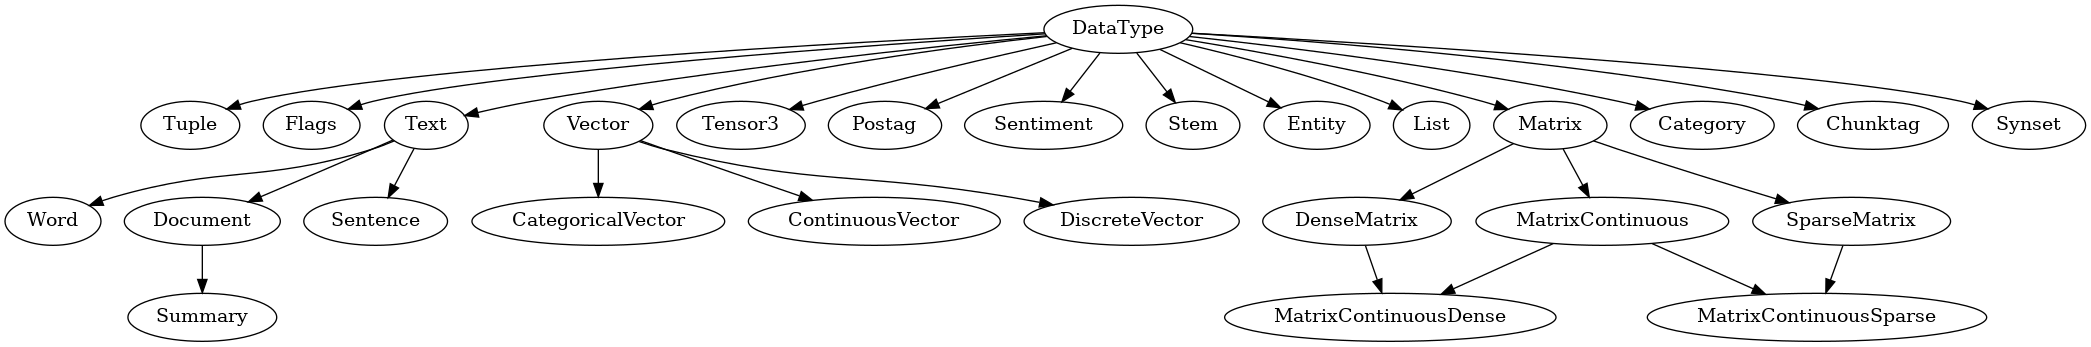 DataType
Tuple Flags Text Vector Tensor3 Postag Sentiment Stem Entity List Matrix Category Chunktag Synset
Word Document Sentence CategoricalVector ContinuousVector DiscreteVector DenseMatrix MatrixContinuous SparseMatrix
Summary MatrixContinuousDense MatrixContinuousSparse